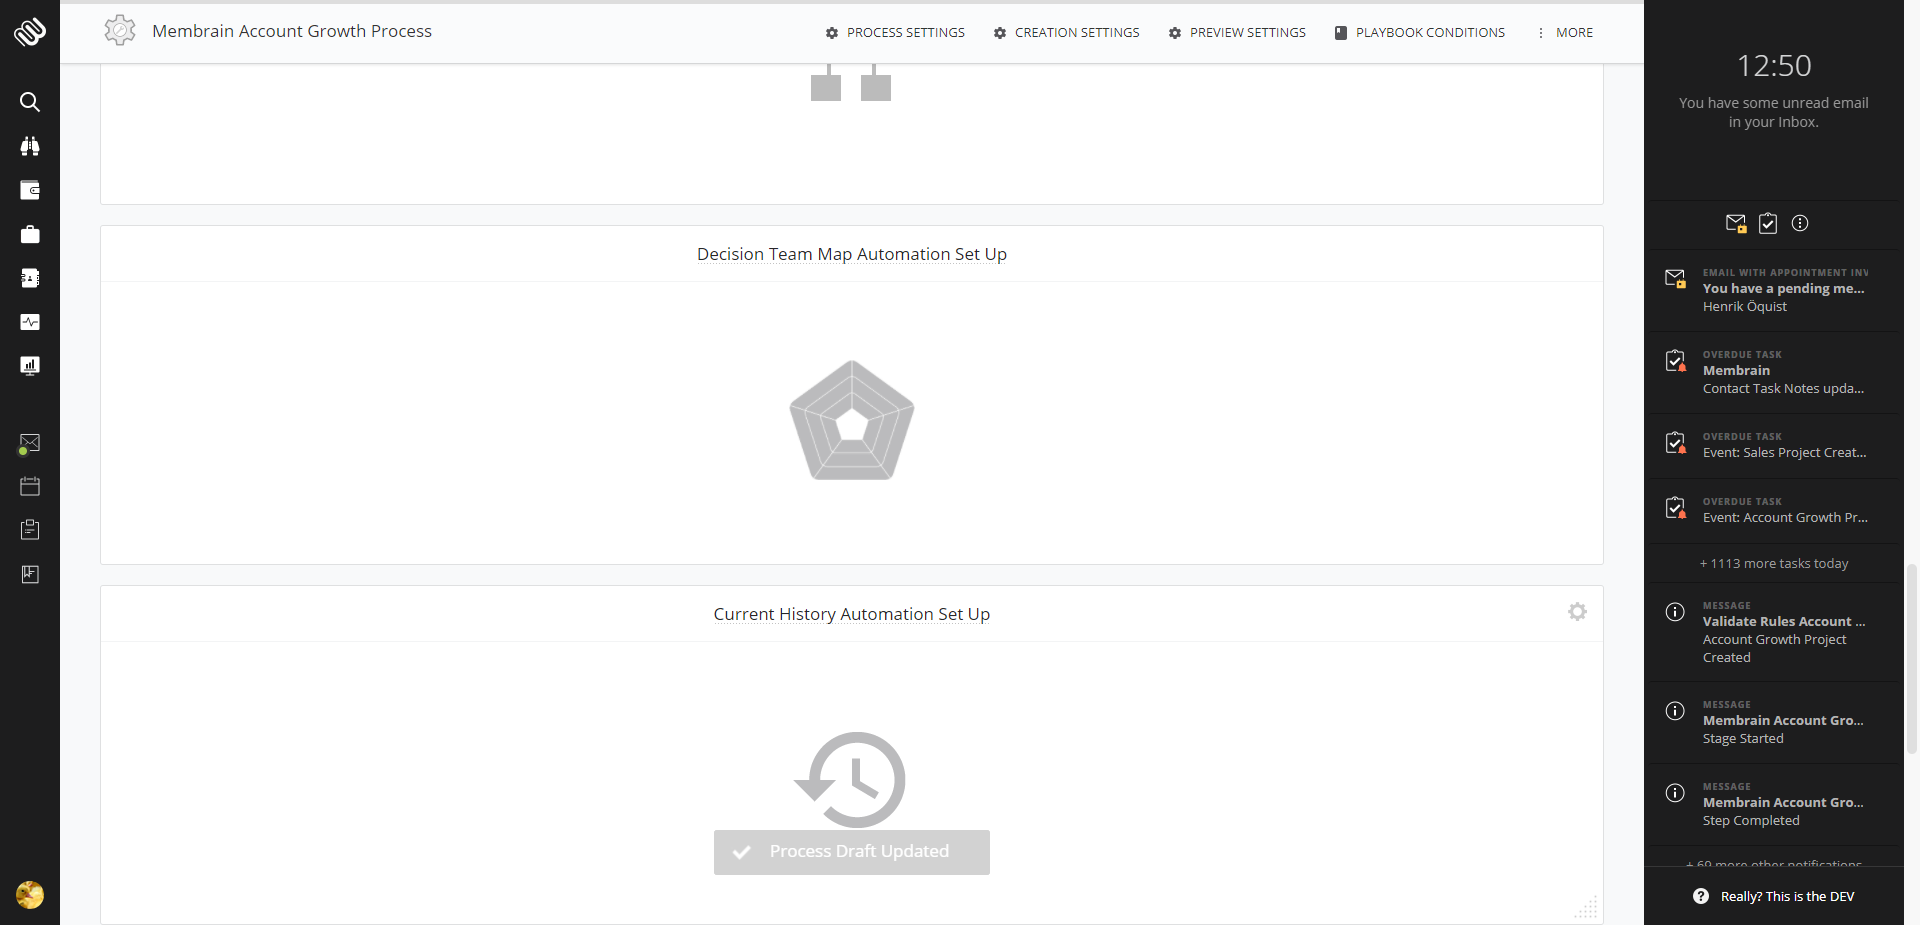 Membrain Account Growth Process
PROCESS SETTINGS
CREATION SETTINGS
PREVIEW SETTINGS
PLAYBOOK CONDITIONS
MORE
Decision Team Map Automation Set Up
Current History Automation Set Up
Process Draft Updated
12:50
You have some unread email
in your Inbox.
EMAIL WITH APPOINTMENT INV
You have a pending me...
Henrik Öquist
OVERDUE TASK
Membrain
Contact Task Notes upda...
OVERDUE TASK
Event: Sales Project Creat...
OVERDUE TASK
Event: Account Growth Pr...
+ 1113 more tasks today
MESSAGE
Validate Rules Account ...
Account Growth Project
Created
MESSAGE
Membrain Account Gro...
Stage Started
MESSAGE
Membrain Account Gro...
Step Completed
+ 69 more other notifications
Really? This is the DEV